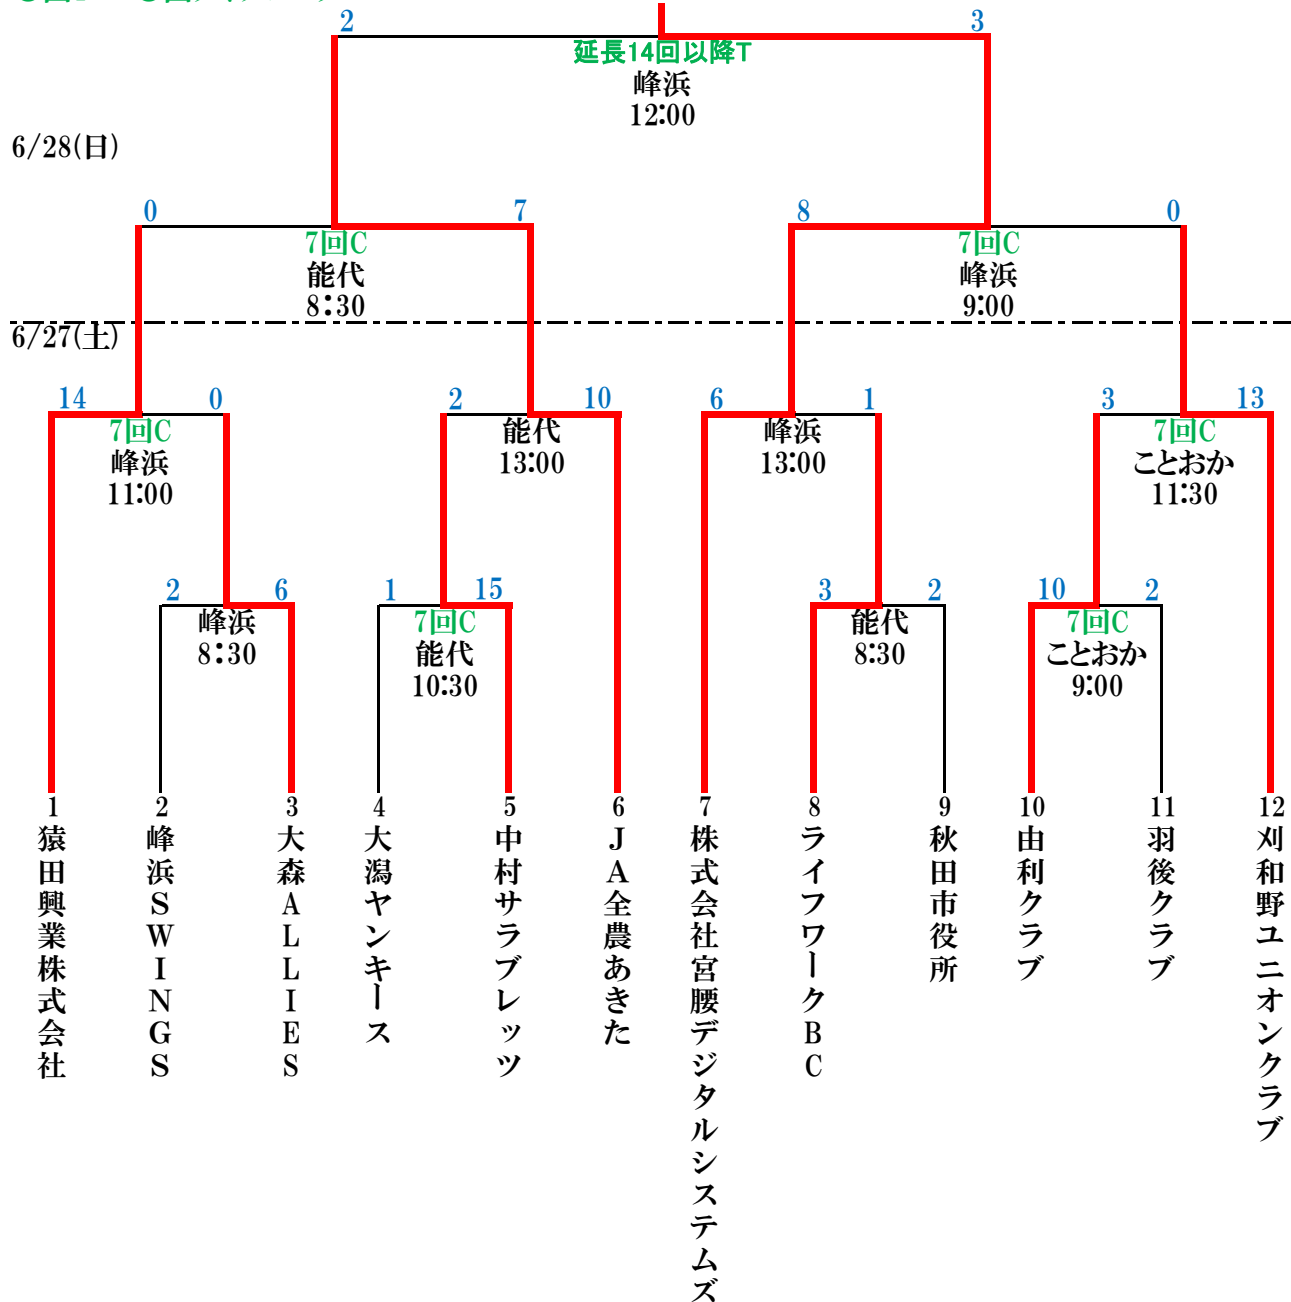 2 3
延長14回以降T
峰浜
12:00
6/28(日)
0 7 8 0
7回C 7回C
能代 峰浜
8:30 9:00
6/27(土)
14 0 2 10 6 1 3 13
7回C 能代 峰浜 7回C
峰浜 13:00 13:00 ことおか
11:00 11:30
2 6 1 15 3 2 10 2
峰浜 7回C 能代 7回C
8:30 能代 8:30 ことおか
10:30 9:00
1 2 3 4 5 6 7 8 9 10 11 12
猿田興業株式会社
峰浜SWINGS
大森ALLIES
大潟ヤンキース
中村サラブレッツ
JA全農あきた
株式会社宮腰デジタルシステムズ
ライフワークBC
秋田市役所
由利クラブ
羽後クラブ
刈和野ユニオンクラブ